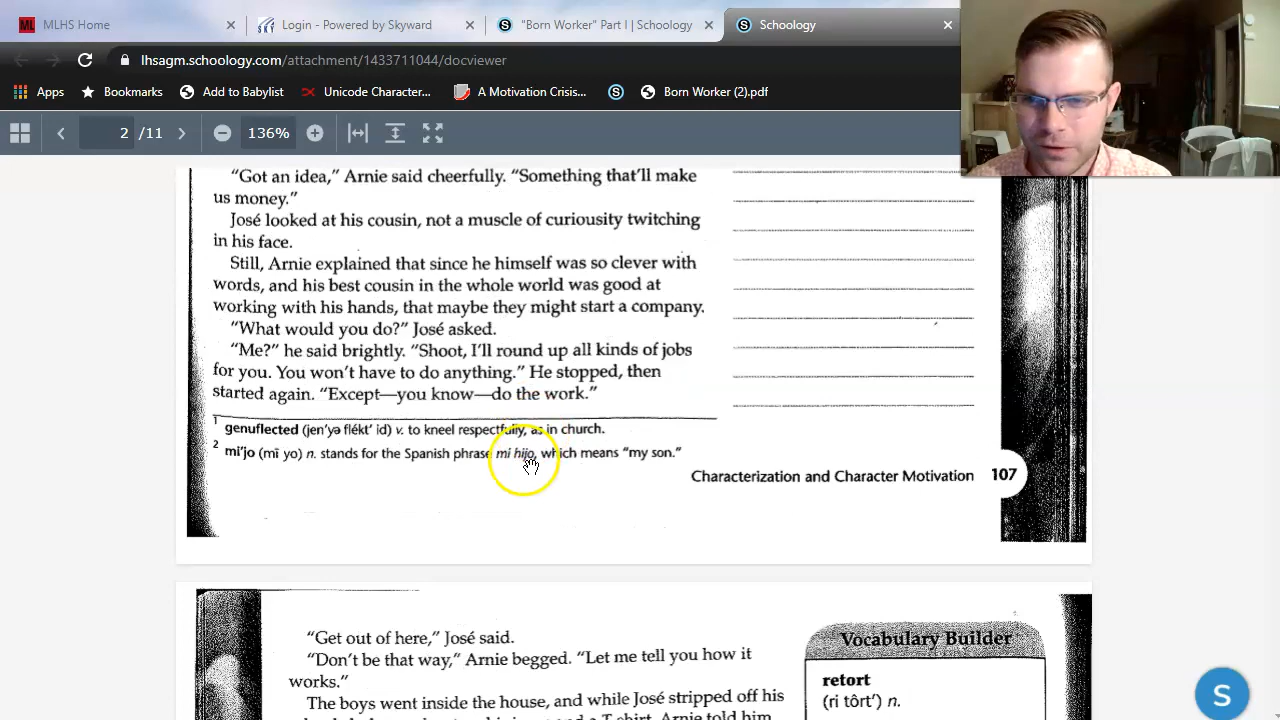 MLHS Home
Login - Powered by Skyward
"Born Worker" Part I | Schoology
Schoology
lhsagm.schoology.com/attac
/1423711044/docviewer
Apps
Bookmarks
Add to Babylist
Unicode Character...
A Motivation Crisis...
Born Worker (2).pdf
2 /11
136%
"Good idea," Arnie said cheerfully. "Something that'll make
us money.
José looked at his cousin, not a muscle of curiousity twitching
in his face.
Still, Arnie explained that since he himself was so clever with
words, and his best cousin in the whole world was good at
working with his hands, that maybe they might start a company.
"What would you do?" José asked.
"Me?" he said brightly. "Shoot, I'll round up all kinds of jobs
for you. You won't have to do anything." He stopped, then
started again. "Except—you know—do the work."
1 genuflected (jen'yə flekt' id) v. to kneel respectfully, as in church.
2 mi'jo (mī yo) n. stands for the Spanish phrase mi hijo, which means "my son."
Characterization and Character Motivation 107
"Get out of here," José said.
"Don't be that way," Arnie begged. "Let me tell you how it
works."
The boys went inside the house, and while José stripped off his
T-shirt, Arnie told him
Vocabulary Builder
retort
(ri tôrt') n.
S